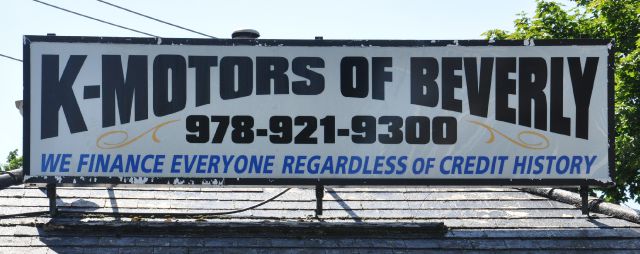 K-MOTORS OF BEVERLY
978-921-9300
WE FINANCE EVERYONE REGARDLESS OF CREDIT HISTORY